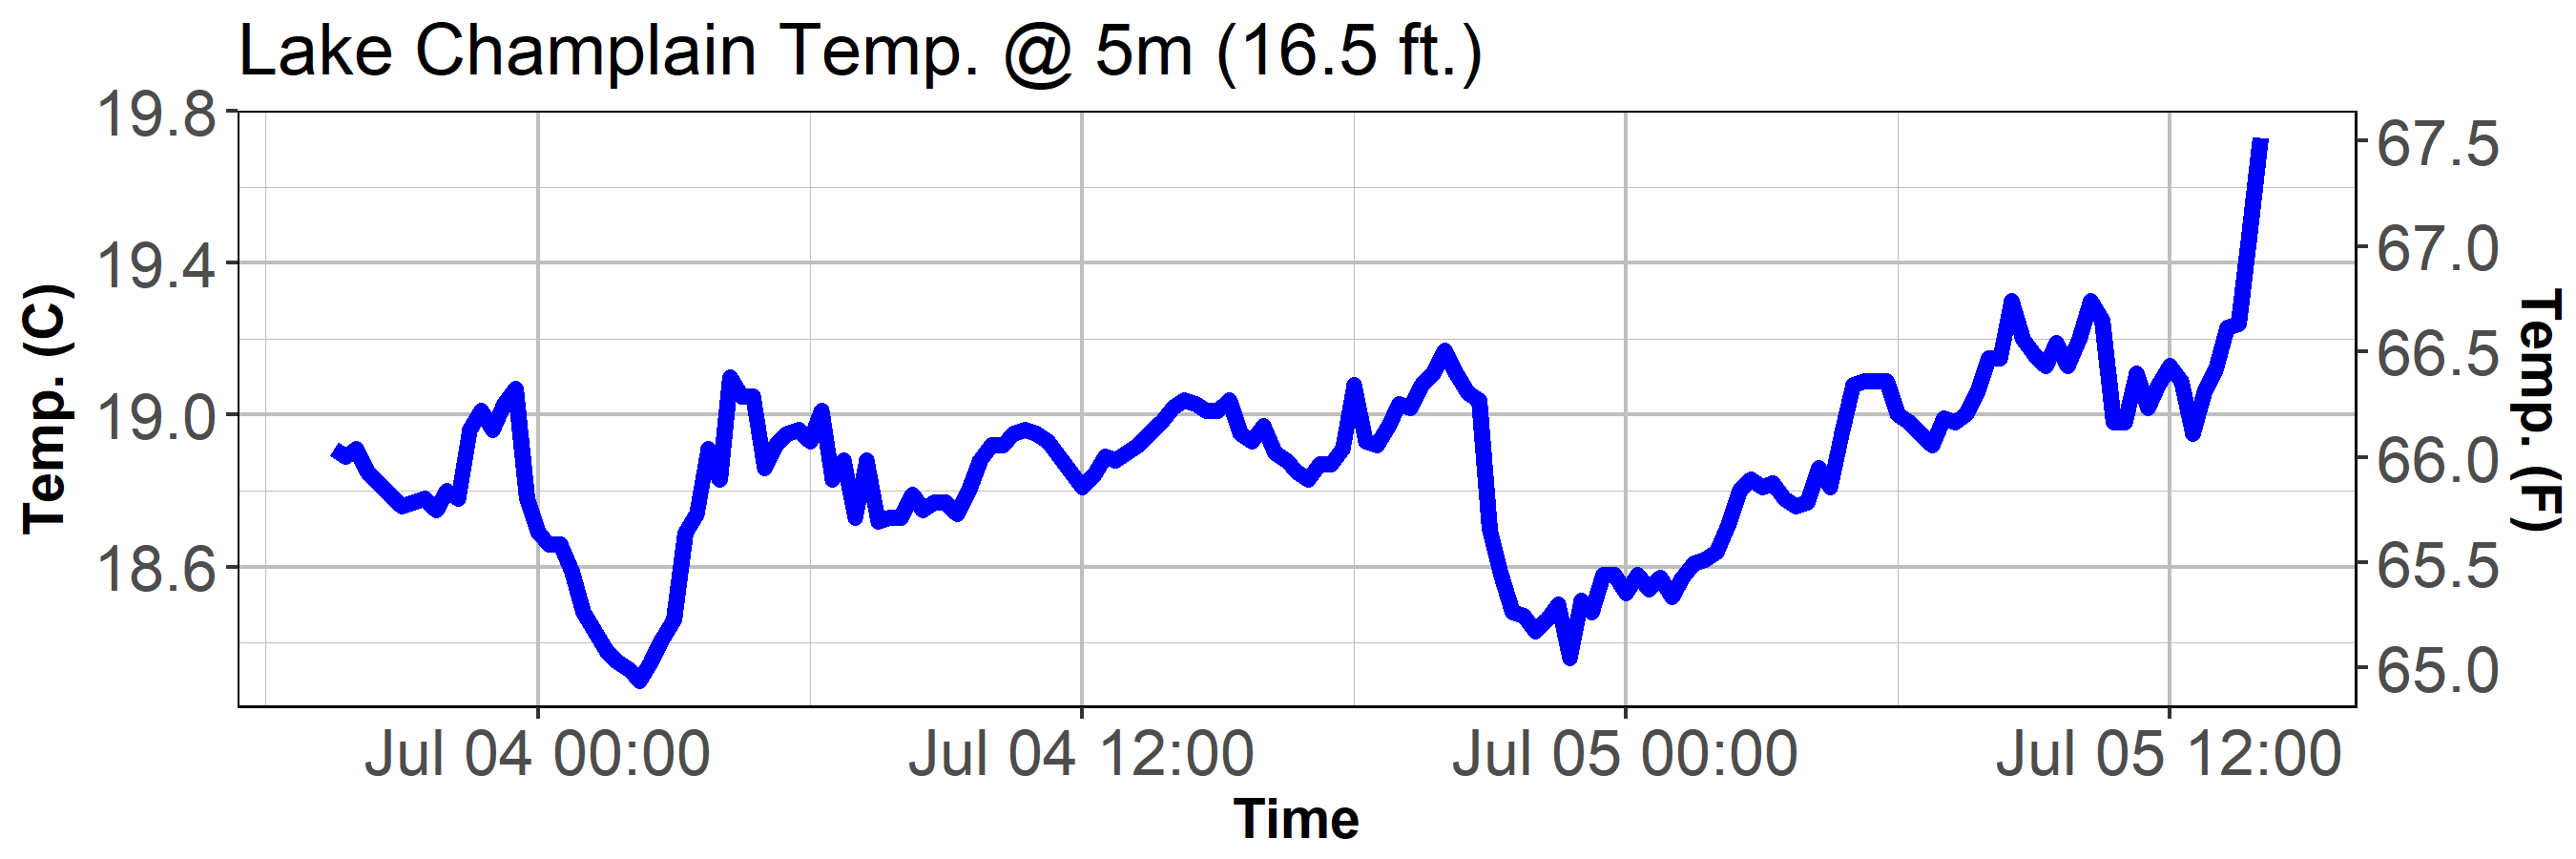 Lake Champlain Temp. @ 5m (16.5 ft.)
19.8
19.4
19.0
18.6
Temp. (C)
67.5
67.0
66.5
66.0
65.5
65.0
Temp. (F)
Jul 04 00:00 Jul 04 12:00 Jul 05 00:00 Jul 05 12:00
Time